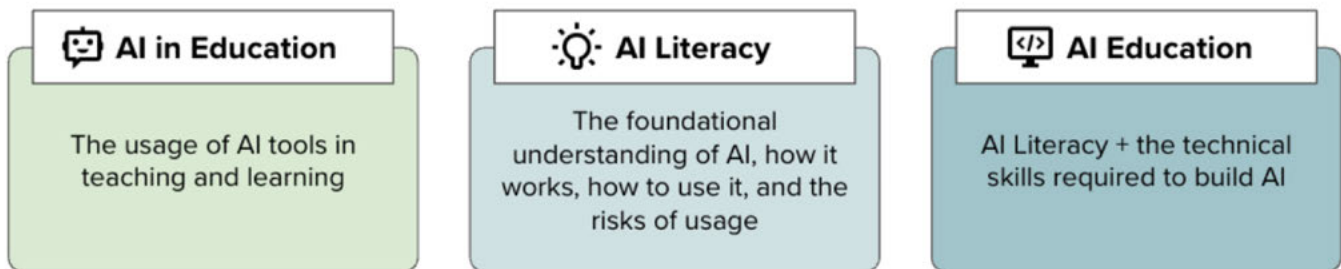 AI in Education
The usage of AI tools in
teaching and learning
AI Literacy
The foundational
understanding of AI, how it
works, how to use it, and the
risks of usage
</> AI Education
AI Literacy + the technical
skills required to build AI